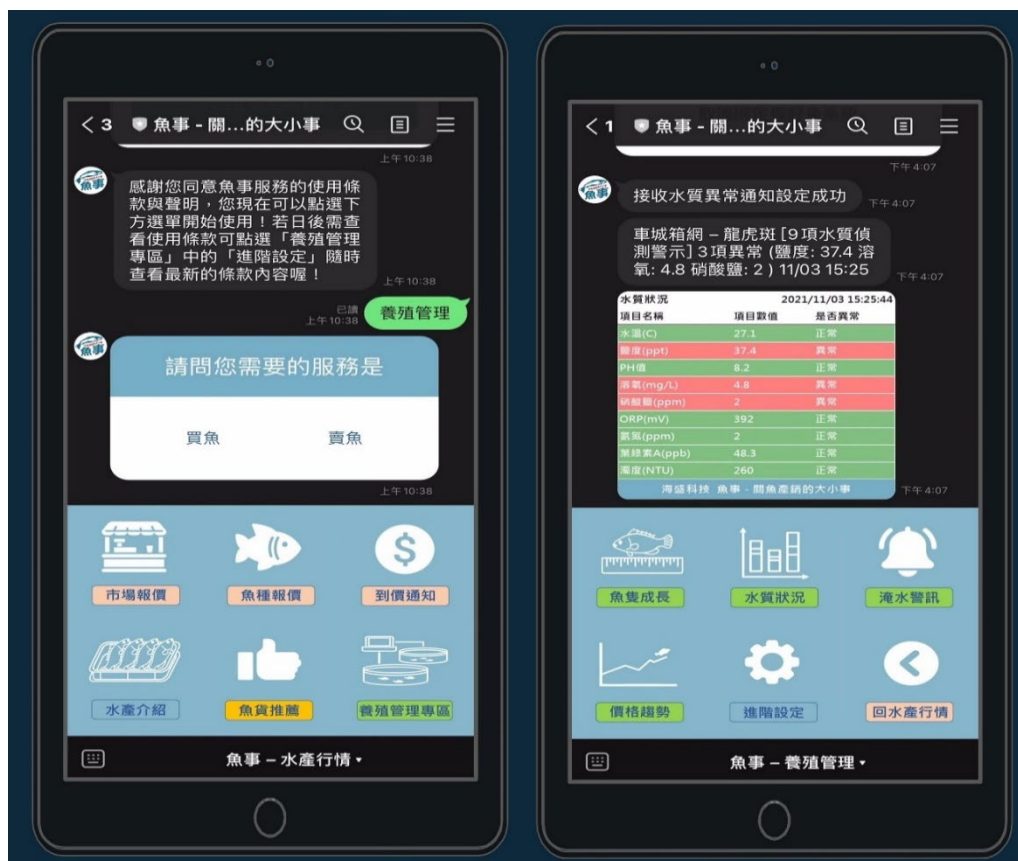 < 3 魚事 - 關...的大小事
上午10:38
魚事
感謝您同意魚事服務的使用條
款與聲明，您現在可以點選下
方選單開始使用！若日後需查
看使用條款可點選「養殖管理
專區」中的「進階設定」隨時
查看最新的條款內容喔！
上午10:38
已讀
上午10:38
養殖管理
魚事
請問您需要的服務是
買魚 賣魚
上午10:38
市場報價 魚種報價 到價通知
水產介紹 魚貨推薦 養殖管理專區
魚事 – 水產行情
< 1 魚事 - 關...的大小事
下午4:07
魚事
接收水質異常通知設定成功
下午4:07
車城箱網 – 龍虎斑 [9 項水質偵
測警示] 3 項異常 (鹽度: 37.4 溶
氧: 4.8 硝酸鹽: 2 ) 11/03 15:25
下午4:07
水質狀況 2021/11/03 15:25:44
項目名稱 項目數值 是否異常
水溫(C) 27.1 正常
鹽度(ppt) 37.4 異常
PH值 8.2 正常
溶氧(mg/L) 4.8 異常
硝酸鹽(ppm) 2 異常
ORP(mV) 392 正常
氨氮(ppm) 2 正常
葉綠素A(ppb) 48.3 正常
濁度(NTU) 260 正常
海盛科技 魚事 - 關魚產銷的大小事
下午4:07
魚隻成長 水質狀況 淹水警訊
價格趨勢 進階設定 回水產行情
魚事 – 養殖管理